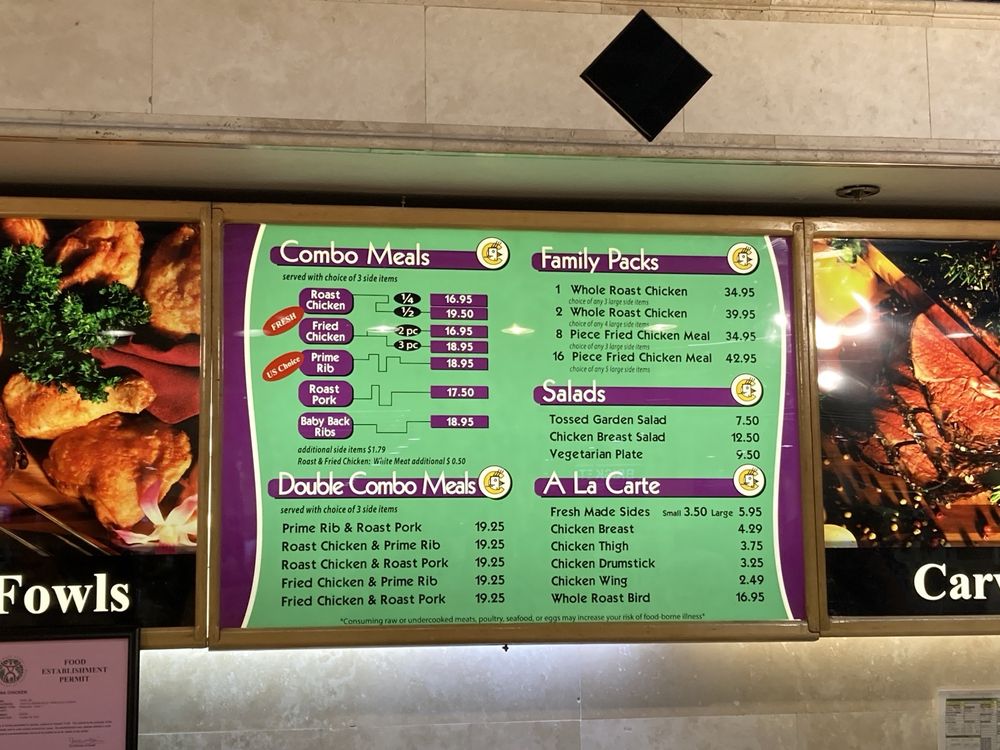 Combo Meals
served with choice of 3 side items
Roast Chicken
1/4 16.95
1/2 19.50
FRESH
Fried Chicken
2 pc 16.95
3 pc 18.95
US Choice
Prime Rib
18.95
Roast Pork
17.50
Baby Back Ribs
18.95
additional side items $1.79
Roast & Fried Chicken: White Meat additional $ 0.50
Double Combo Meals
served with choice of 3 side items
Prime Rib & Roast Pork 19.25
Roast Chicken & Prime Rib 19.25
Roast Chicken & Roast Pork 19.25
Fried Chicken & Prime Rib 19.25
Fried Chicken & Roast Pork 19.25
Family Packs
1 Whole Roast Chicken 34.95
choice of any 3 large side items
2 Whole Roast Chicken 39.95
choice of any 4 large side items
8 Piece Fried Chicken Meal 34.95
choice of any 3 large side items
16 Piece Fried Chicken Meal 42.95
choice of any 5 large side items
Salads
Tossed Garden Salad 7.50
Chicken Breast Salad 12.50
Vegetarian Plate 9.50
A La Carte
Fresh Made Sides Small 3.50 Large 5.95
Chicken Breast 4.29
Chicken Thigh 3.75
Chicken Drumstick 3.25
Chicken Wing 2.49
Whole Roast Bird 16.95
*Consuming raw or undercooked meats, poultry, seafood, or eggs may increase your risk of food-borne illness*
Fowls
Carv
FOOD
ESTABLISHMENT
PERMIT